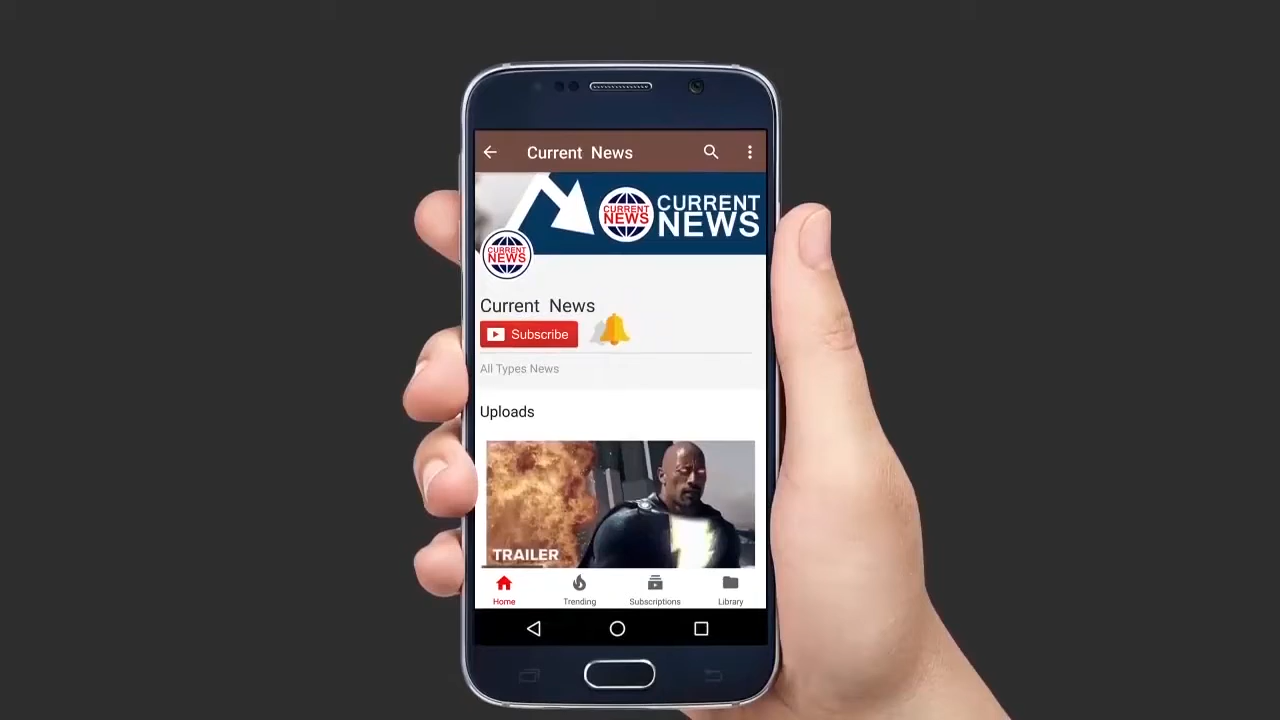 Current News
CURRENT
NEWS
CURRENT
NEWS
CURRENT
NEWS
Current News
Subscribe
All Types News
Uploads
TRAILER
Home Trending Subscriptions Library